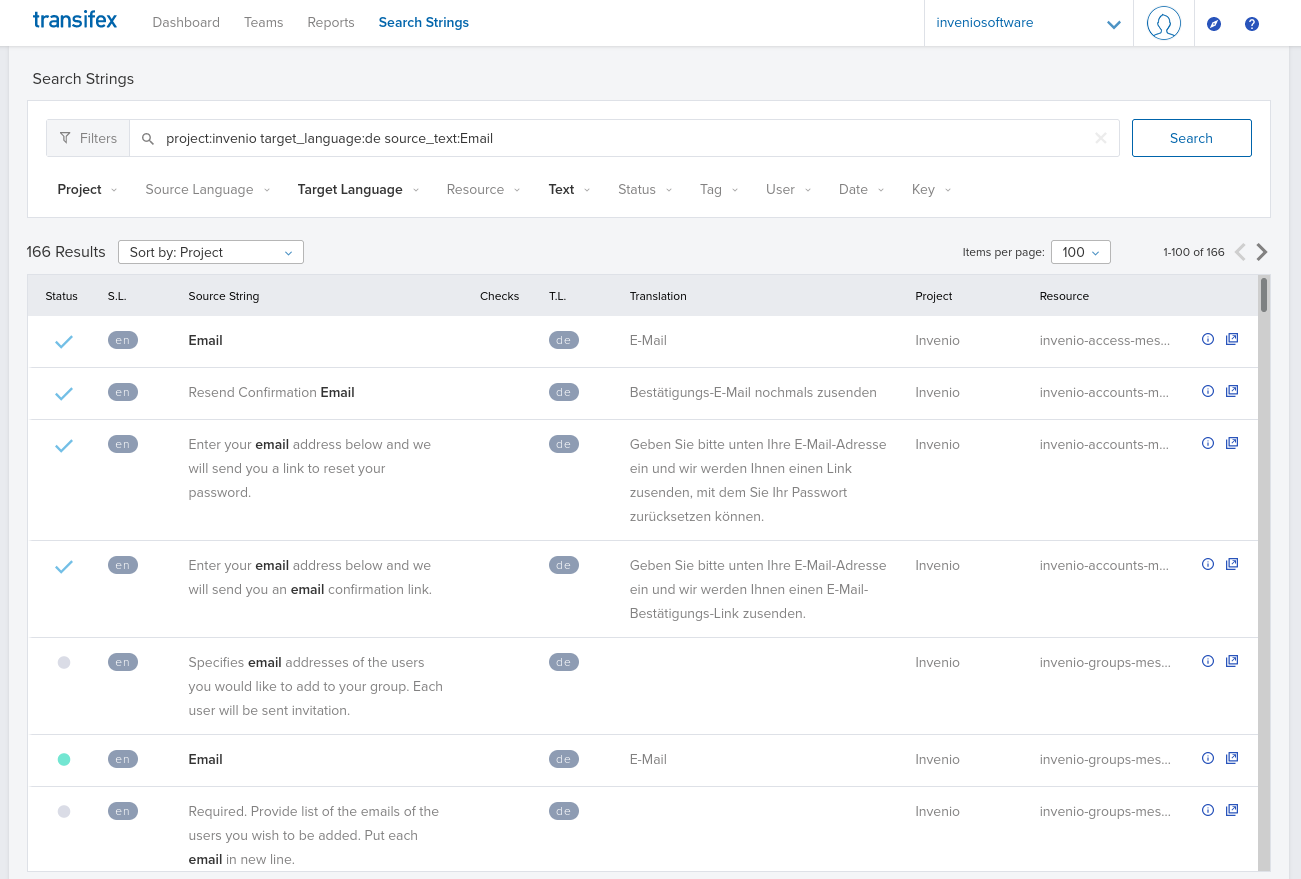 transifex Dashboard Teams Reports Search Strings inveniosoftware
Search Strings
Filters project:invenio target_language:de source_text:Email Search
Project Source Language Target Language Resource Text Status Tag User Date Key
166 Results Sort by: Project Items per page: 100 1-100 of 166
Status S.L. Source String Checks T.L. Translation Project Resource
en Email de E-Mail Invenio invenio-access-mes...
en Resend Confirmation Email de Bestätigungs-E-Mail nochmals zusenden Invenio invenio-accounts-m...
en Enter your email address below and we de Geben Sie bitte unten Ihre E-Mail-Adresse Invenio invenio-accounts-m...
will send you a link to reset your ein und wir werden Ihnen einen Link
password. zusenden, mit dem Sie Ihr Passwort
zurücksetzen können.
en Enter your email address below and we de Geben Sie bitte unten Ihre E-Mail-Adresse Invenio invenio-accounts-m...
will send you an email confirmation link. ein und wir werden Ihnen einen E-Mail-
Bestätigungs-Link zusenden.
en Specifies email addresses of the users de Invenio invenio-groups-mes...
you would like to add to your group. Each
user will be sent invitation.
en Email de E-Mail Invenio invenio-groups-mes...
en Required. Provide list of the emails of the de Invenio invenio-groups-mes...
users you wish to be added. Put each
email in new line.